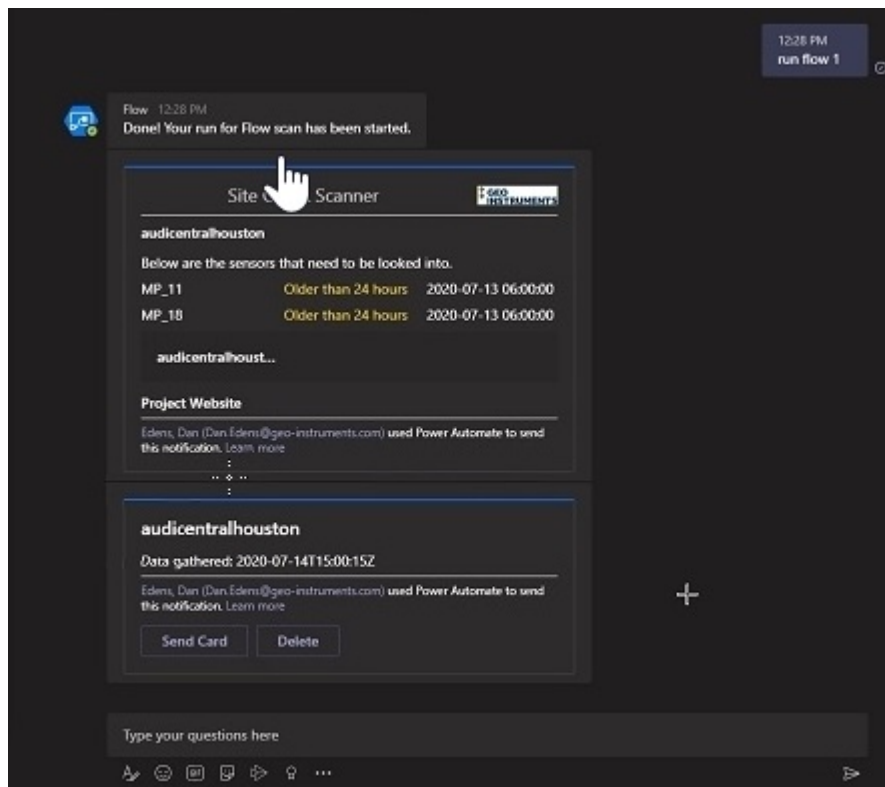 12:28 PM
run flow 1
Flow 12:28 PM
Done! Your run for Flow scan has been started.
Site Scanner
GEO
INSTRUMENTS
audicentralhouston
Below are the sensors that need to be looked into.
MP_11 Older than 24 hours 2020-07-13 06:00:00
MP_18 Older than 24 hours 2020-07-13 06:00:00
audicentralhoust...
Project Website
Edens, Dan (Dan.Edens@geo-instruments.com) used Power Automate to send
this notification. Learn more
audicentralhouston
Data gathered: 2020-07-14T15:00:15Z
Edens, Dan (Dan.Edens@geo-instruments.com) used Power Automate to send
this notification. Learn more
Send Card Delete
Type your questions here
GIF